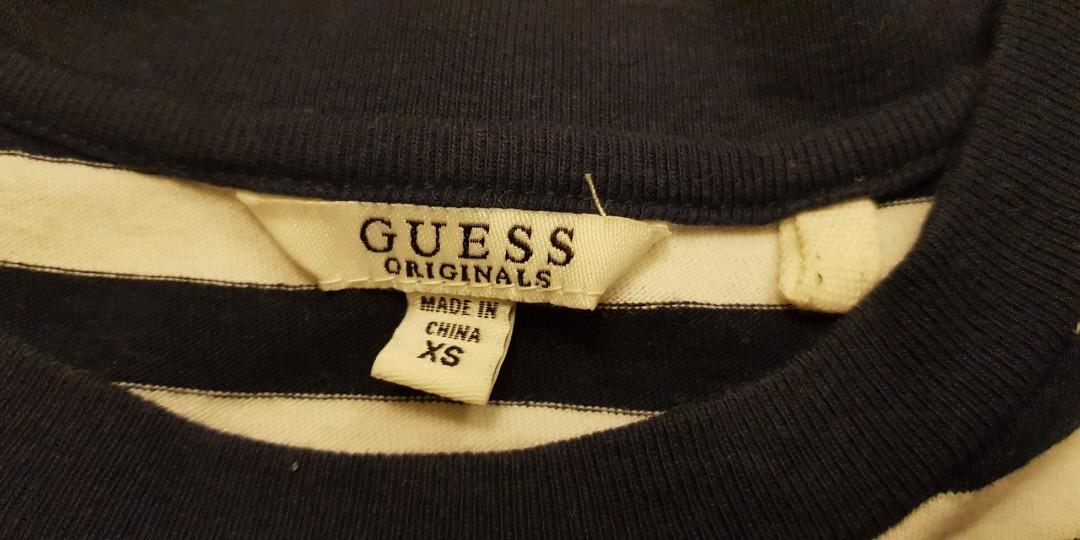 GUESS
ORIGINALS
MADE IN
CHINA
XS